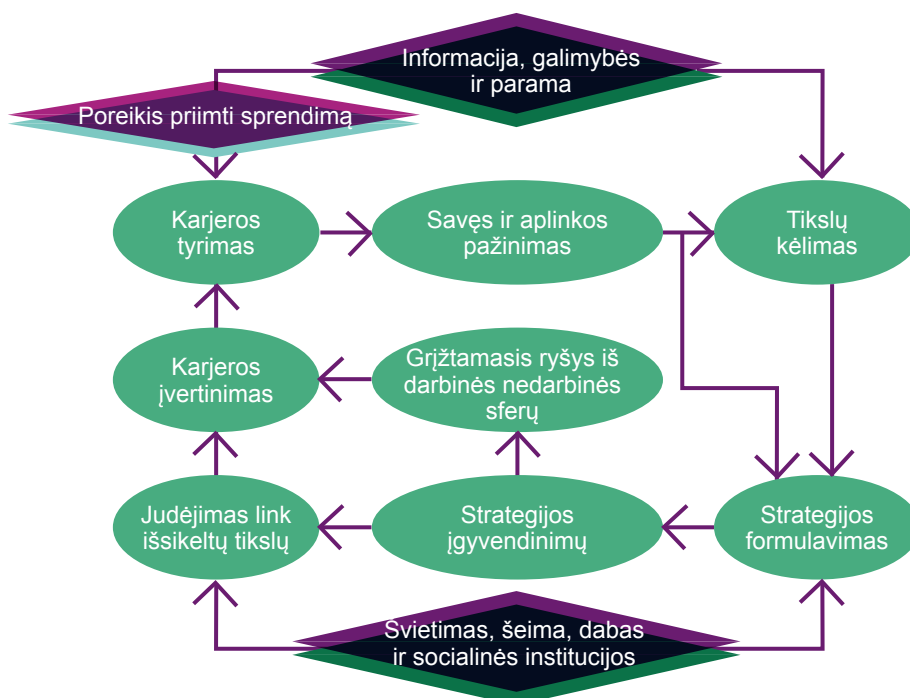 Informacija, galimybės
ir parama
Poreikis priimti sprendimą
Karjeros
tyrimas
Savęs ir aplinkos
pažinimas
Tikslų
kėlimas
Karjeros
įvertinimas
Grįžtamasis ryšys iš
darbinės nedarbinės
sferų
Judėjimas link
išsikeltų tikslų
Strategijos
įgyvendinimų
Strategijos
formulavimas
Svietimas, šeima, dabas
ir socialinės institucijos